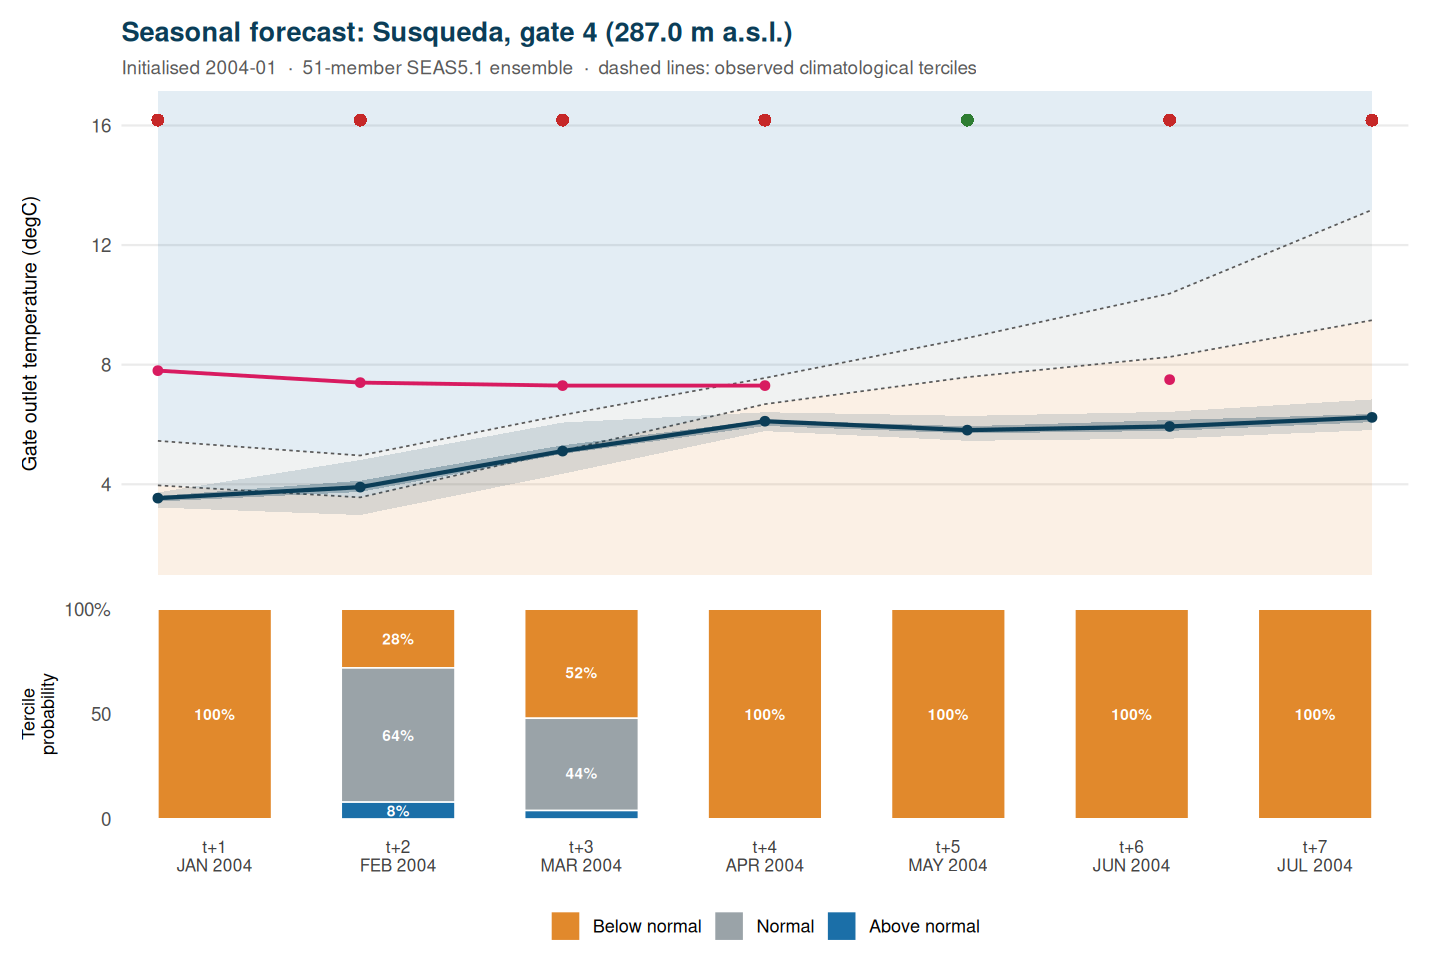 Seasonal forecast: Susqueda, gate 4 (287.0 m a.s.l.)
Initialised 2004-01 · 51-member SEAS5.1 ensemble · dashed lines: observed climatological terciles
Gate outlet temperature (degC)
16
12
8
4
Tercile
probability
100%
50
0
100%
28%
64%
8%
52%
44%
100%
100%
100%
100%
t+1
JAN 2004
t+2
FEB 2004
t+3
MAR 2004
t+4
APR 2004
t+5
MAY 2004
t+6
JUN 2004
t+7
JUL 2004
Below normal
Normal
Above normal